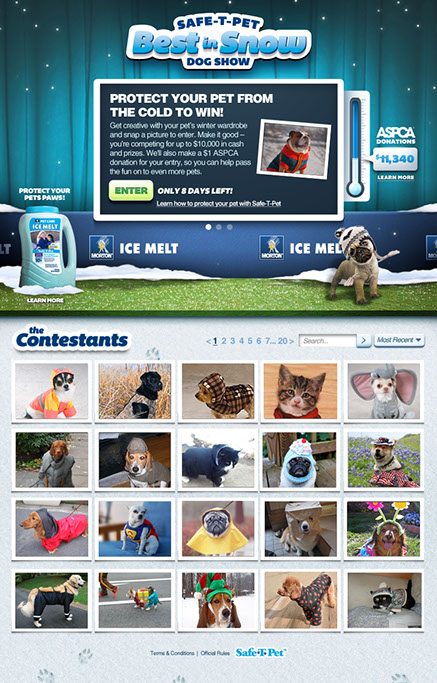 SAFE-T-PET
Best in Snow
DOG SHOW
PROTECT YOUR PET FROM
THE COLD TO WIN!
Get creative with your pet's winter wardrobe
and snap a picture to enter. Make it good –
you're competing for up to $10,000 in cash
and prizes. We'll also make a $1 ASPCA
donation for your entry, so you can help pass
the fun on to even more pets.
ENTER ONLY 8 DAYS LEFT!
Learn how to protect your pet with Safe-T-Pet
ASPCA
DONATIONS
$11,340
LEARN MORE
PROTECT YOUR
PETS PAWS!
MORTON
ICE MELT
LEARN MORE
MORTON ICE MELT
MORTON ICE MELT
the
Contestants
< 1 2 3 4 5 6 7... 20 >
Search...
>
Most Recent
Terms & Conditions | Official Rules Safe-T-Pet